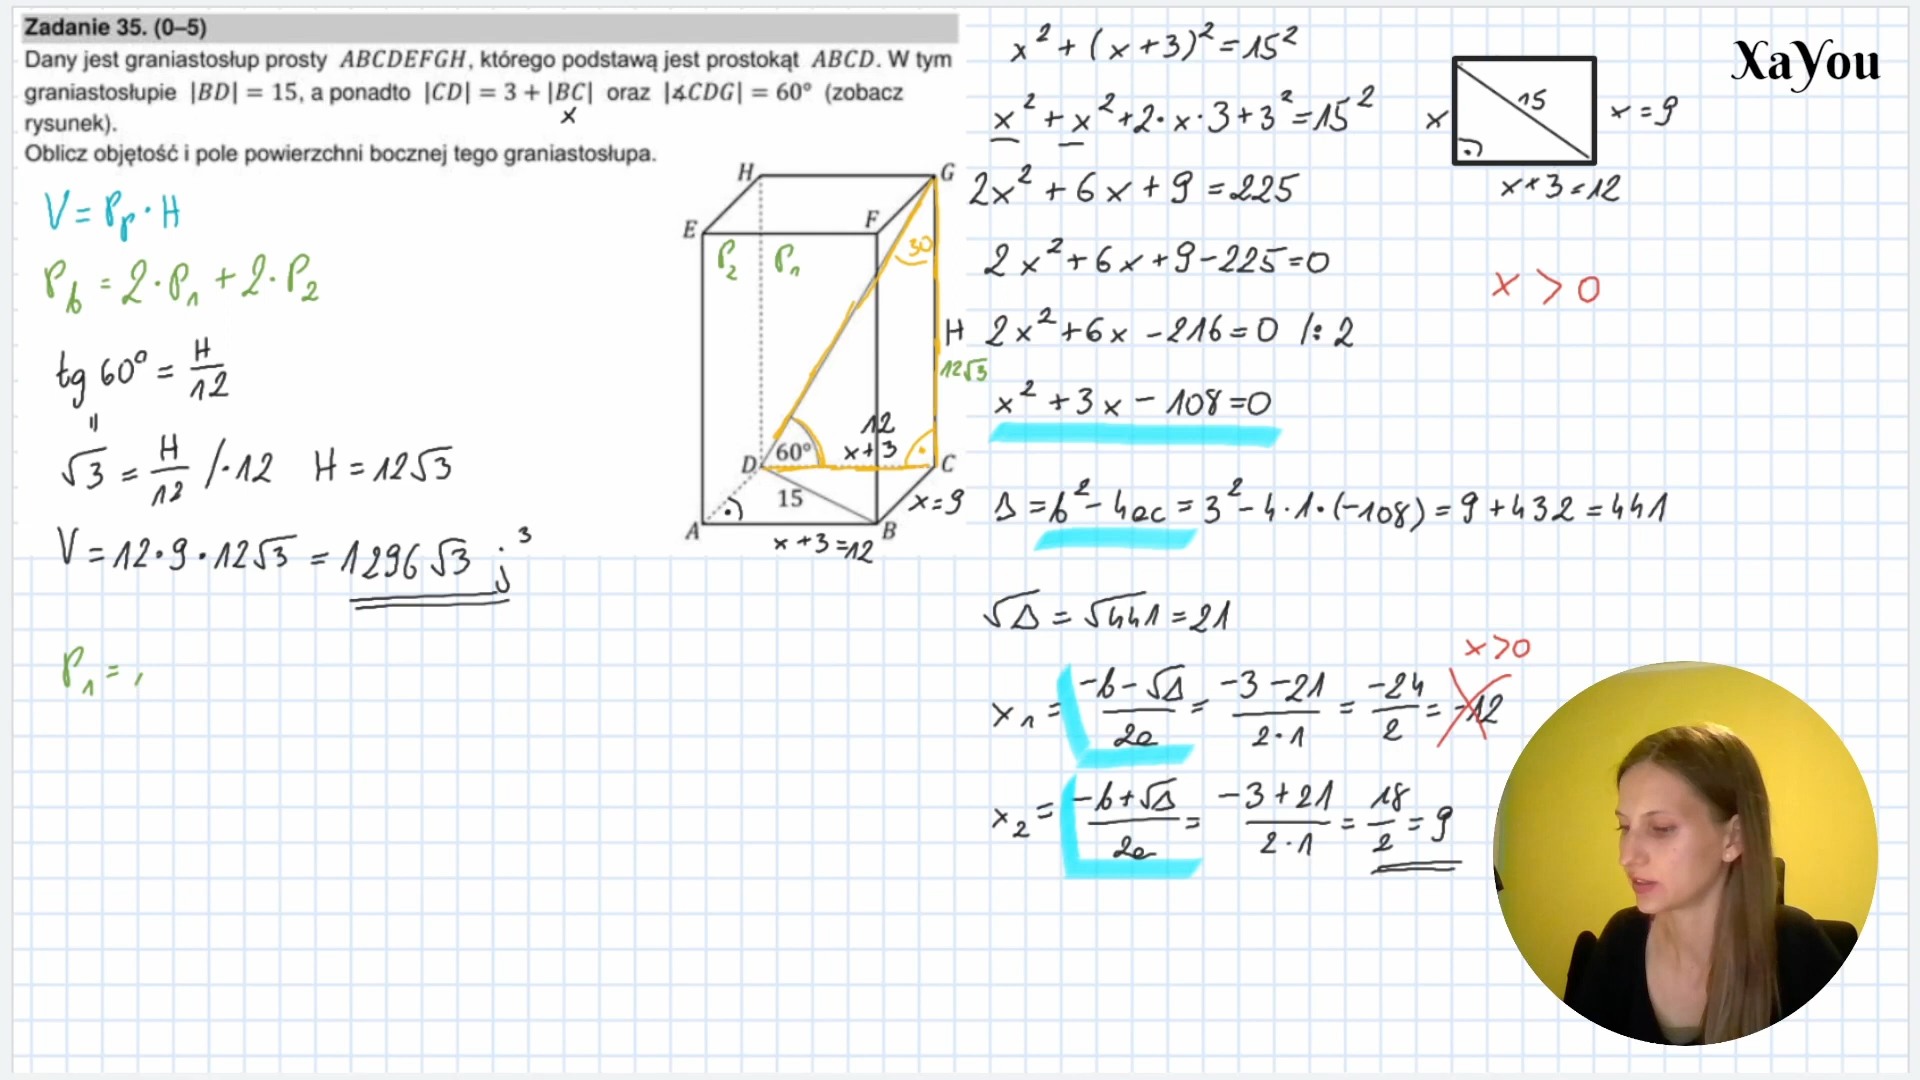 Zadanie 35. (0–5)
Dany jest graniastosłup prosty ABCDEFGH, którego podstawą jest prostokąt ABCD. W tym
graniastosłupie |BD| = 15, a ponadto |CD| = 3 + |BC| oraz |∡CDG| = 60° (zobacz
x
rysunek).
Oblicz objętość i pole powierzchni bocznej tego graniastosłupa.
V = Pp · H
Pb = 2·P₁ + 2·P₂
tg 60° = H/12
=
√3 = H/12 /·12 H = 12√3
V = 12·9·12√3 = 1296√3 j³
P₁ =
H
G
E
F
P₂
P₁
30
H
12√3
12
60°
x+3
D
C
15
x=9
A
B
x+3=12
x² + (x+3)² = 15²
x² + x² + 2·x·3 + 3² = 15²
2x² + 6x + 9 = 225
2x² + 6x + 9 - 225 = 0
2x² + 6x - 216 = 0 /:2
x² + 3x - 108 = 0
Δ = b² - 4ac = 3² - 4·1·(-108) = 9 + 432 = 441
√Δ = √441 = 21
x>0
x₁ = (-b-√Δ)/2a = (-3-21)/(2·1) = -24/2 = -12
x₂ = (-b+√Δ)/2a = (-3+21)/(2·1) = 18/2 = 9
15
x
x=9
x+3=12
x > 0
XaYou